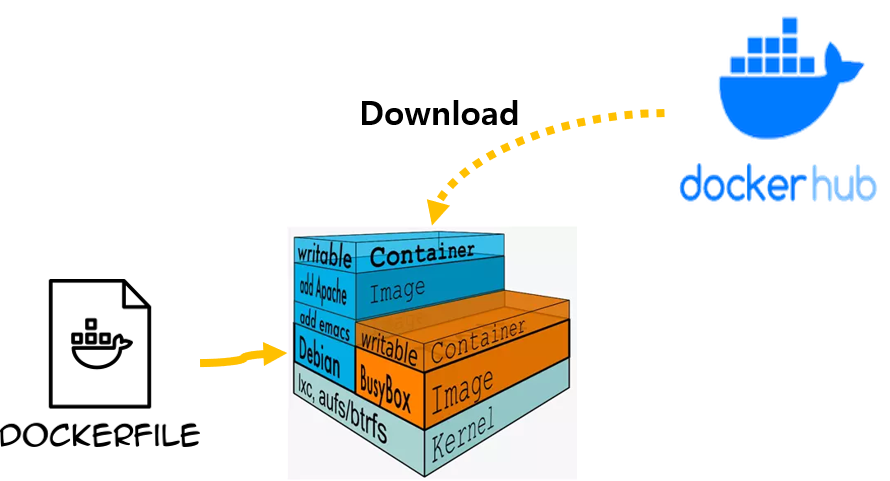 Download
docker hub
writable Container
add Apache Image
add emacs
writable Container
Debian
BusyBox Image
lxc, aufs/btrfs
Kernel
DOCKERFILE